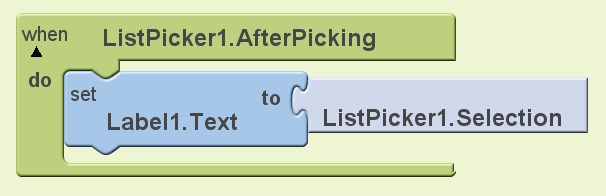 when ListPicker1.AfterPicking
do
set to
Label1.Text ListPicker1.Selection